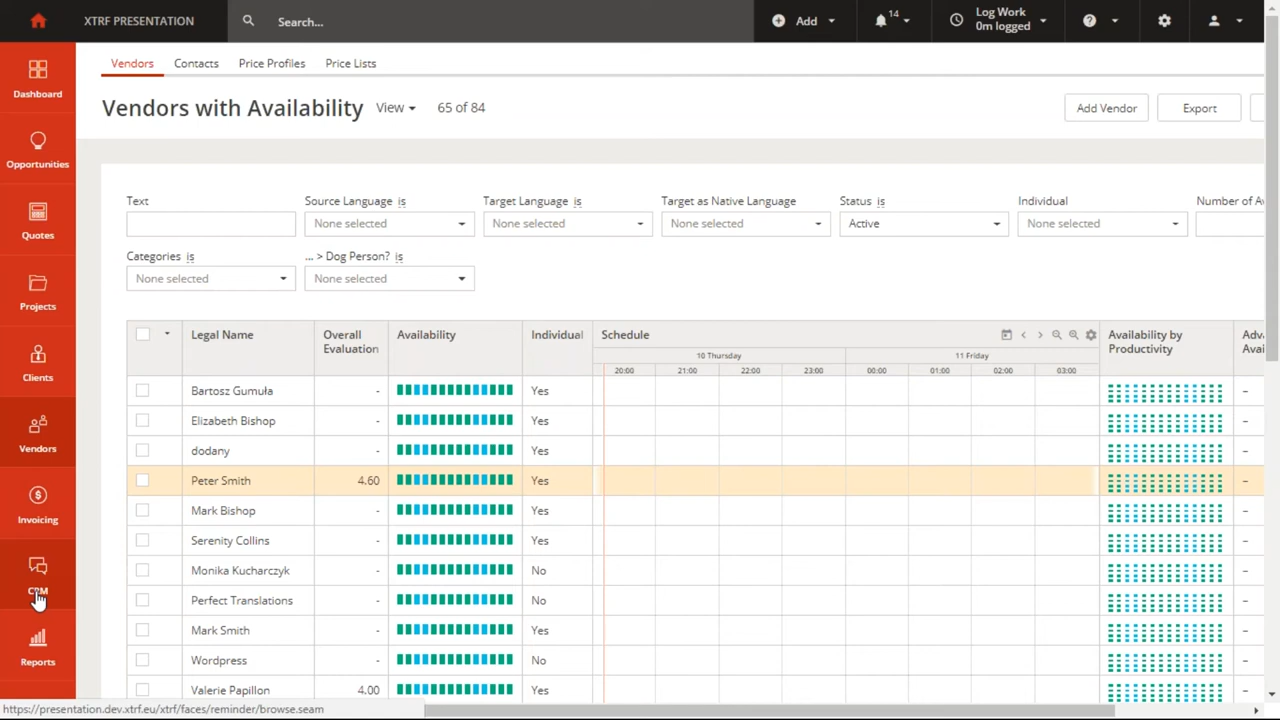 XTRF PRESENTATION
Search...
Add
14
Log Work
0m logged
Dashboard
Opportunities
Quotes
Projects
Clients
Vendors
Invoicing
CRM
Reports
Vendors Contacts Price Profiles Price Lists
Vendors with Availability View 65 of 84
Add Vendor Export
Text Source Language is Target Language is Target as Native Language Status is Individual Number of Av
None selected None selected None selected Active None selected
Categories is ... > Dog Person? is
None selected None selected
Legal Name Overall Evaluation Availability Individual Schedule Availability by Productivity Adva Avai
10 Thursday 11 Friday
20:00 21:00 22:00 23:00 00:00 01:00 02:00 03:00
Bartosz Gumuła - Yes –
Elizabeth Bishop - Yes –
dodany - Yes –
Peter Smith 4.60 Yes –
Mark Bishop - Yes –
Serenity Collins - Yes –
Monika Kucharczyk - No –
Perfect Translations - No –
Mark Smith - Yes –
Wordpress - No –
Valerie Papillon 4.00 Yes –
https://presentation.dev.xtrf.eu/xtrf/faces/reminder/browse.seam